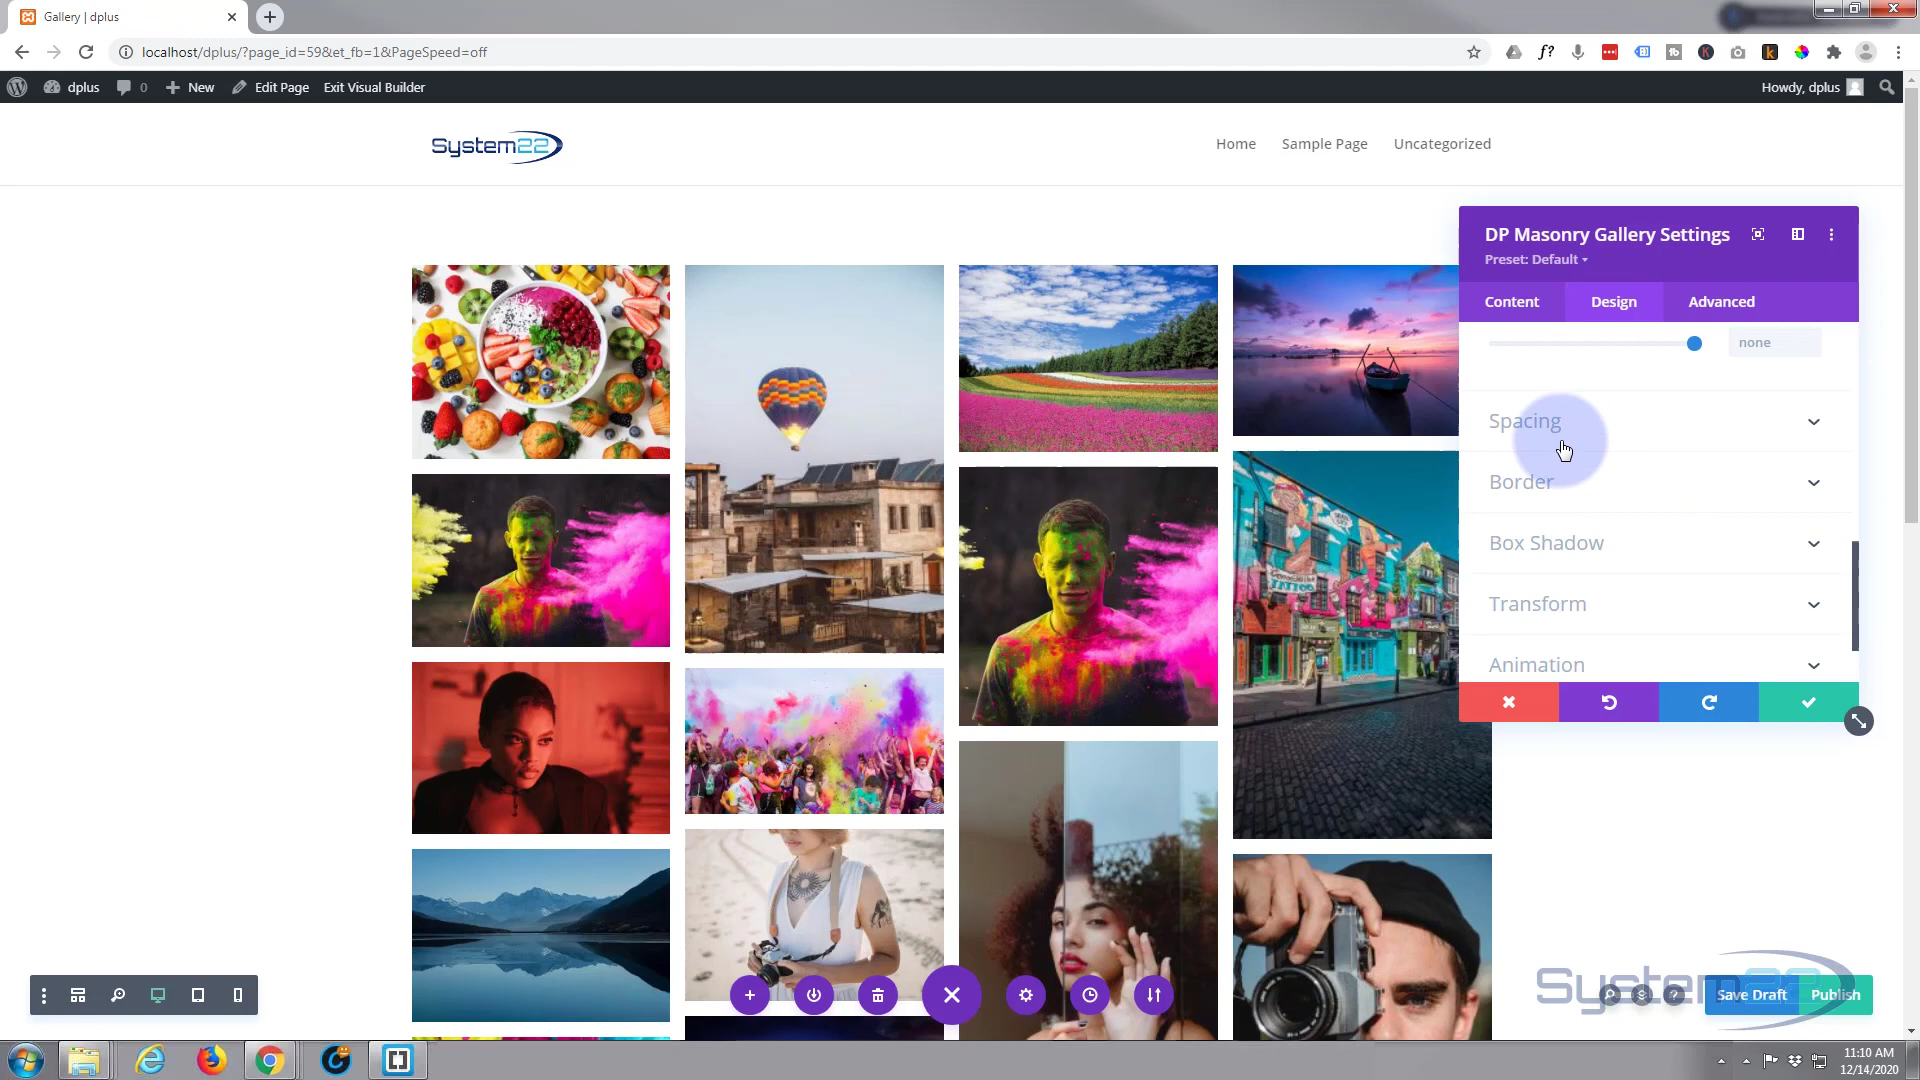 Gallery | dplus
localhost/dplus/?page_id=59&et_fb=1&PageSpeed=off
dplus
0
New
Edit Page
Exit Visual Builder
Howdy, dplus
System22
Home
Sample Page
Uncategorized
DP Masonry Gallery Settings
Preset: Default
Content
Design
Advanced
none
Spacing
Border
Box Shadow
Transform
Animation
TATTOO
System22
Save Draft
Publish
11:10 AM
12/14/2020